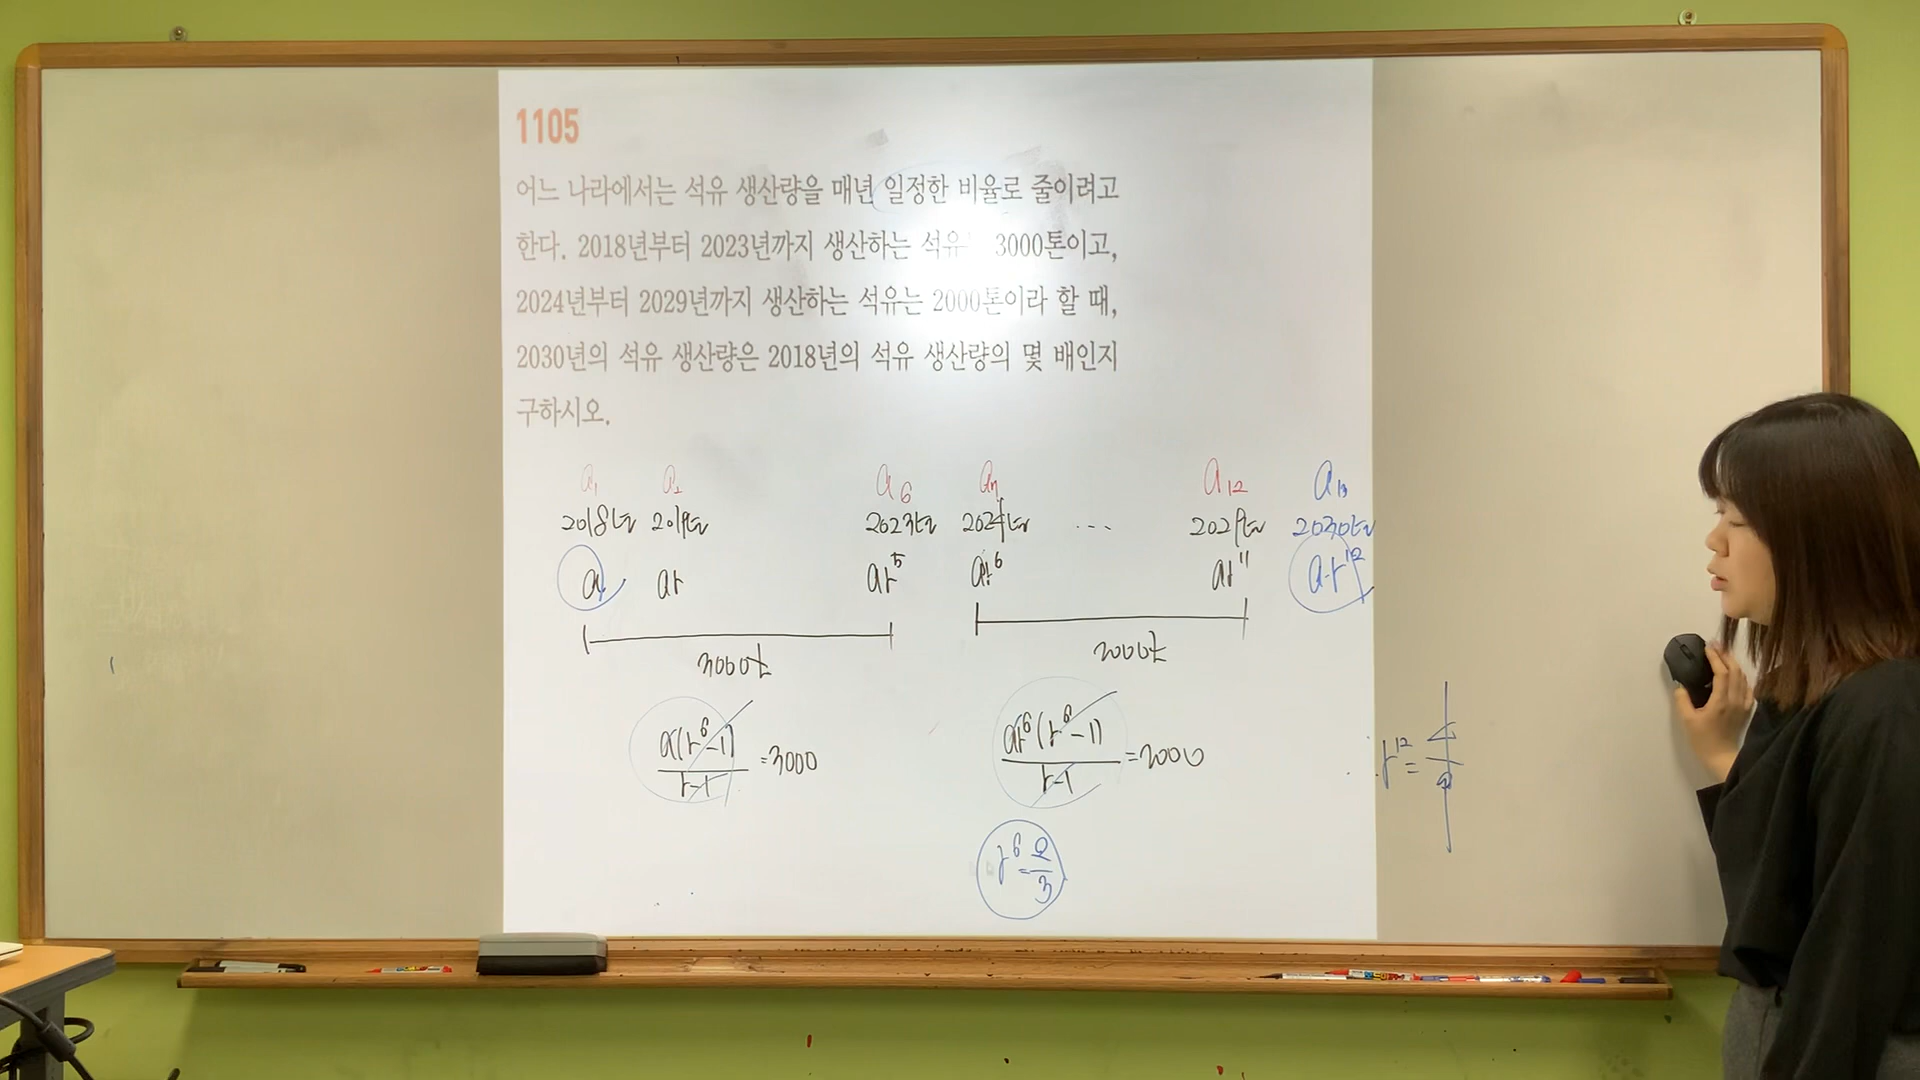 1105
어느 나라에서는 석유 생산량을 매년 일정한 비율로 줄이려고
한다. 2018년부터 2023년까지 생산하는 석유 3000톤이고,
2024년부터 2029년까지 생산하는 석유는 2000톤이라 할 때,
2030년의 석유 생산량은 2018년의 석유 생산량의 몇 배인지
구하시오.
a₁ a₂ a₆ a₇ a₁₂ a₁₃
2018년 2019년 2023년 2024년 ... 2029년 2030년
a ar ar⁵ ar⁶ ar¹¹ ar¹²
3000톤 2000톤
a(r⁶-1)/r-1 =3000 ar⁶(r⁶-1)/r-1 =2000
r¹²=4/9
r⁶=2/3